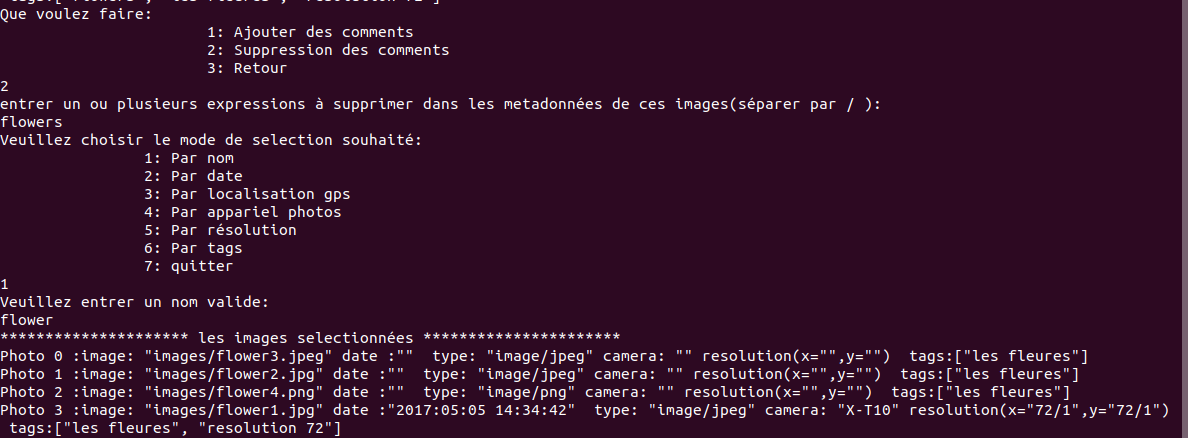 tags:["flowers", "les fleures", "resolution 72"]
Que voulez faire:
1: Ajouter des comments
2: Suppression des comments
3: Retour
2
entrer un ou plusieurs expressions à supprimer dans les metadonnées de ces images(séparer par / ):
flowers
Veuillez choisir le mode de selection souhaité:
1: Par nom
2: Par date
3: Par localisation gps
4: Par appariel photos
5: Par résolution
6: Par tags
7: quitter
1
Veuillez entrer un nom valide:
flower
********************* les images selectionnées **********************
Photo 0 :image: "images/flower3.jpeg" date :""  type: "image/jpeg" camera: "" resolution(x="",y="")  tags:["les fleures"]
Photo 1 :image: "images/flower2.jpg" date :""  type: "image/jpeg" camera: "" resolution(x="",y="")  tags:["les fleures"]
Photo 2 :image: "images/flower4.png" date :""  type: "image/png" camera: "" resolution(x="",y="")  tags:["les fleures"]
Photo 3 :image: "images/flower1.jpg" date :"2017:05:05 14:34:42"  type: "image/jpeg" camera: "X-T10" resolution(x="72/1",y="72/1")
tags:["les fleures", "resolution 72"]